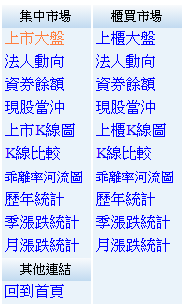 集中市場
上市大盤
法人動向
資券餘額
現股當沖
上市K線圖
K線比較
乖離率河流圖
歷年統計
季漲跌統計
月漲跌統計
其他連結
回到首頁
櫃買市場
上櫃大盤
法人動向
資券餘額
現股當沖
上櫃K線圖
K線比較
乖離率河流圖
歷年統計
季漲跌統計
月漲跌統計